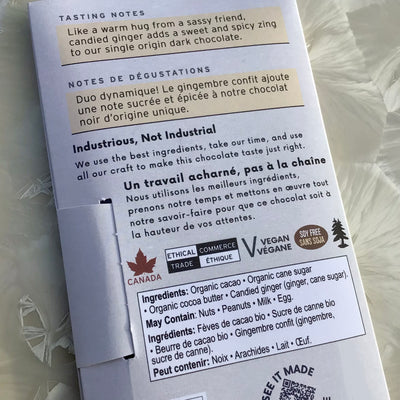 TASTING NOTES
Like a warm hug from a sassy friend,
candied ginger adds a sweet and spicy zing
to our single origin dark chocolate.
NOTES DE DÉGUSTATIONS
Duo dynamique! Le gingembre confit ajoute
une note sucrée et épicée à notre chocolat
noir d'origine unique.
Industrious, Not Industrial
We use the best ingredients, take our time, and use
all our craft to make this chocolate taste just right.
Un travail acharné, pas à la chaîne
Nous utilisons les meilleurs ingrédients,
prenons notre temps et mettons en œuvre tout
notre savoir-faire pour que ce chocolat soit à
la hauteur de vos attentes.
CANADA
ETHICAL COMMERCE
TRADE ÉTHIQUE
V VEGAN
VÉGANE
SOY FREE
SANS SOJA
Ingredients: Organic cacao • Organic cane sugar
• Organic cocoa butter • Candied ginger (ginger, cane sugar).
May Contain: Nuts • Peanuts • Milk • Egg.
Ingrédients: Fèves de cacao bio • Sucre de canne bio
• Beurre de cacao bio • Gingembre confit (gingembre,
sucre de canne).
Peut contenir: Noix • Arachides • Lait • Œuf.
SEE IT MADE